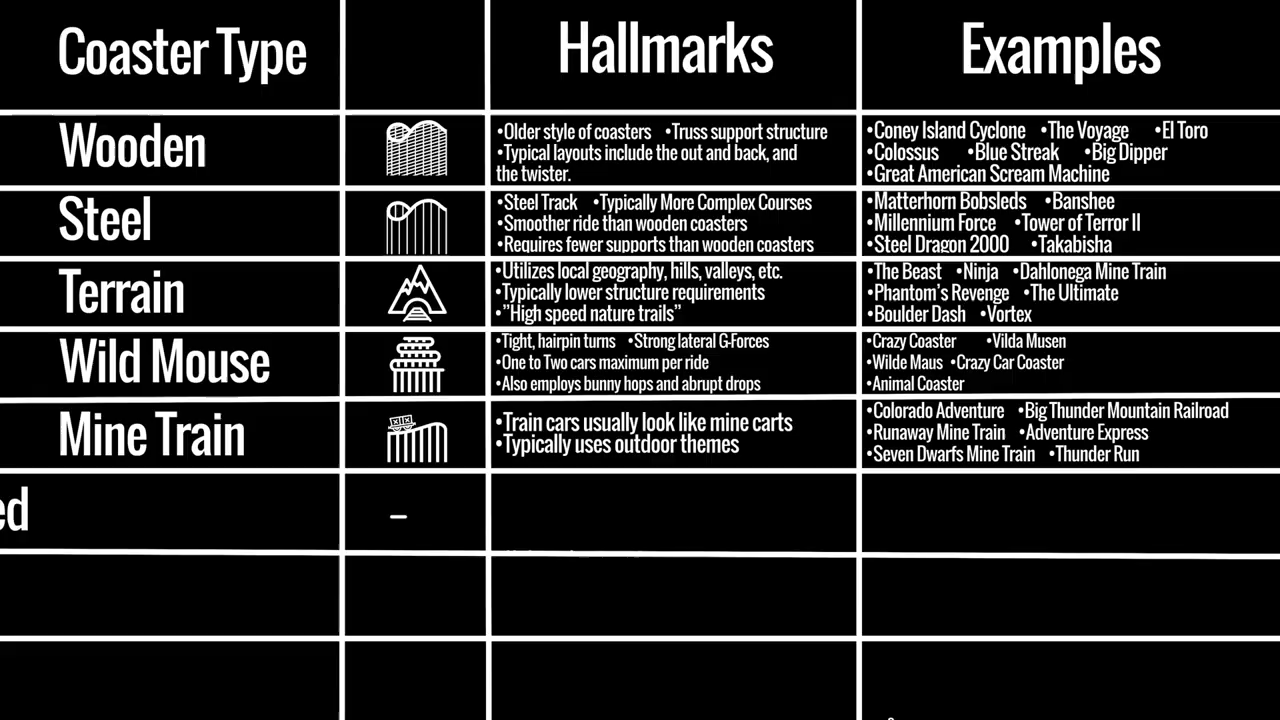 Coaster Type Hallmarks Examples
Wooden
•Older style of coasters •Truss support structure
•Typical layouts include the out and back, and
the twister.
•Coney Island Cyclone •The Voyage •El Toro
•Colossus •Blue Streak •Big Dipper
•Great American Scream Machine
Steel
•Steel Track •Typically More Complex Courses
•Smoother ride than wooden coasters
•Requires fewer supports than wooden coasters
•Matterhorn Bobsleds •Banshee
•Millennium Force •Tower of Terror II
•Steel Dragon 2000 •Takabisha
Terrain
•Utilizes local geography, hills, valleys, etc.
•Typically lower structure requirements
•"High speed nature trails"
•The Beast •Ninja •Dahlonega Mine Train
•Phantom's Revenge •The Ultimate
•Boulder Dash •Vortex
Wild Mouse
•Tight, hairpin turns •Strong lateral G-Forces
•One to Two cars maximum per ride
•Also employs bunny hops and abrupt drops
•Crazy Coaster •Vilda Musen
•Wilde Maus •Crazy Car Coaster
•Animal Coaster
Mine Train
•Train cars usually look like mine carts
•Typically uses outdoor themes
•Colorado Adventure •Big Thunder Mountain Railroad
•Runaway Mine Train •Adventure Express
•Seven Dwarfs Mine Train •Thunder Run
ed